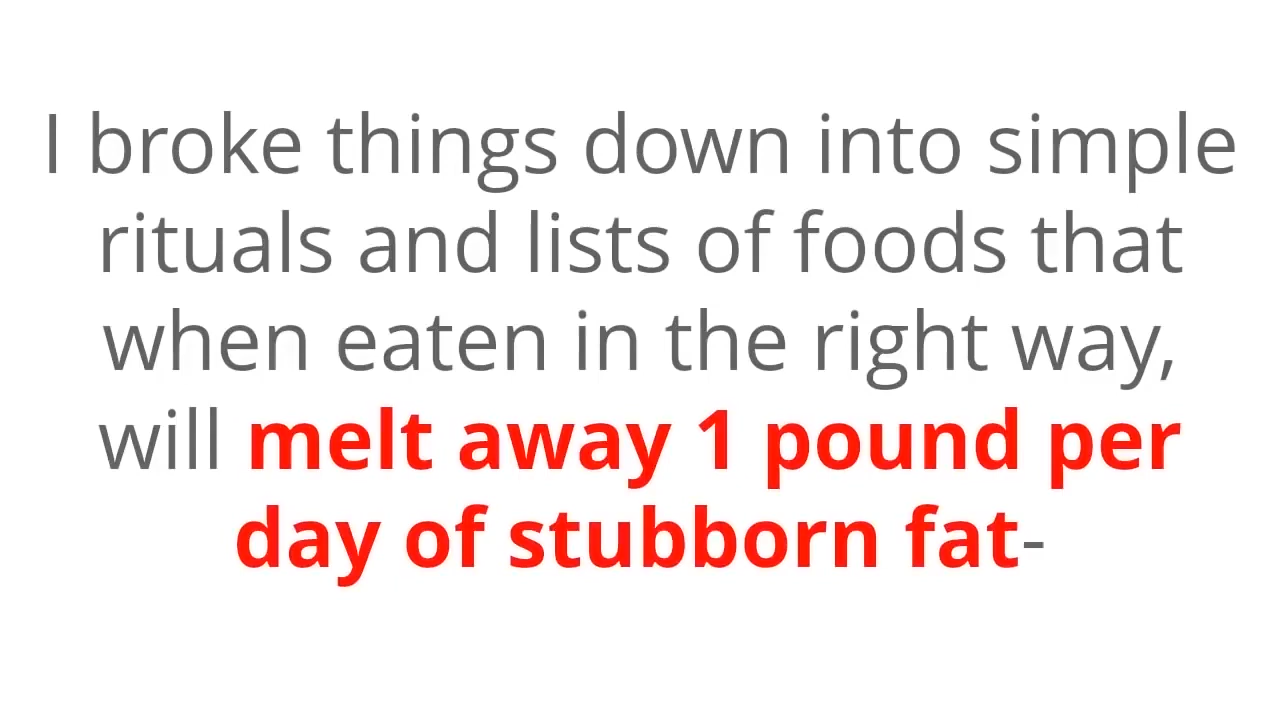 I broke things down into simple
rituals and lists of foods that
when eaten in the right way,
will melt away 1 pound per
day of stubborn fat-